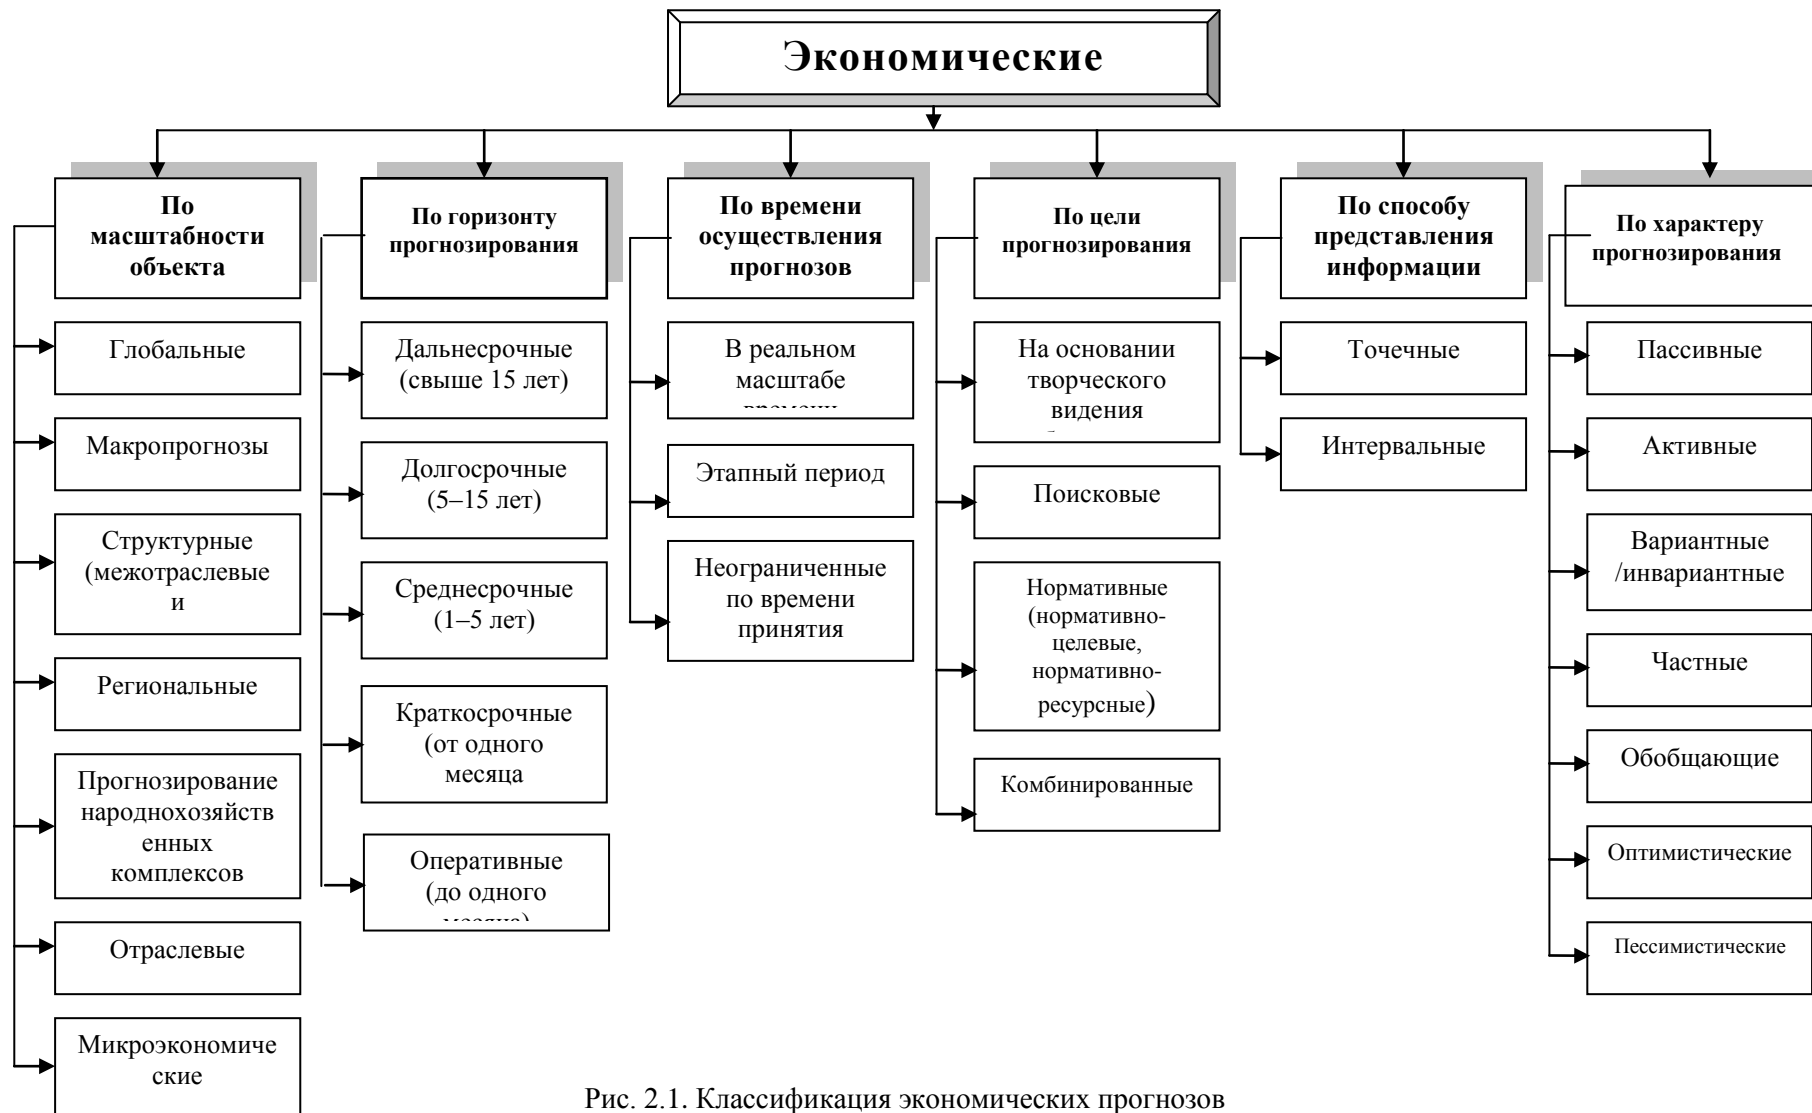 Экономические
По
масштабности
объекта
Глобальные
Макропрогнозы
Структурные
(межотраслевые
и
Региональные
Прогнозирование
народнохозяйств
енных
комплексов
Отраслевые
Микроэкономиче
ские
По горизонту
прогнозирования
Дальнесрочные
(свыше 15 лет)
Долгосрочные
(5–15 лет)
Среднесрочные
(1–5 лет)
Краткосрочные
(от одного
месяца
Оперативные
(до одного
месяца)
По времени
осуществления
прогнозов
В реальном
масштабе
времени
Этапный период
Неограниченные
по времени
принятия
По цели
прогнозирования
На основании
творческого
видения
Поисковые
Нормативные
(нормативно-
целевые,
нормативно-
ресурсные)
Комбинированные
По способу
представления
информации
Точечные
Интервальные
По характеру
прогнозирования
Пассивные
Активные
Вариантные
/инвариантные
Частные
Обобщающие
Оптимистические
Пессимистические
Рис. 2.1. Классификация экономических прогнозов